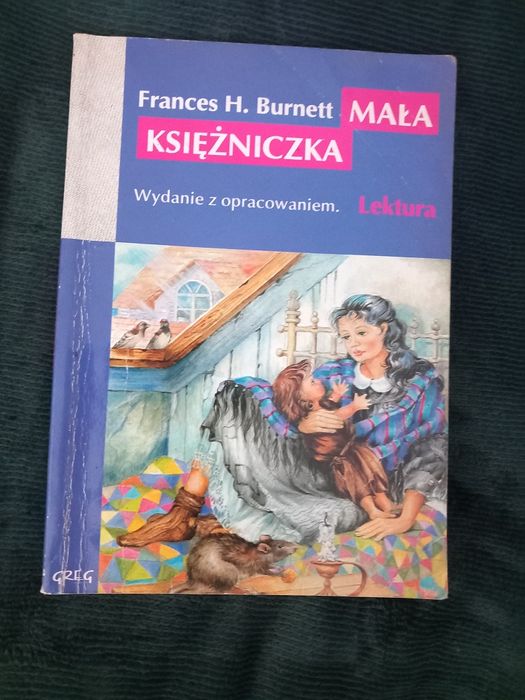 Frances H. Burnett MAŁA
KSIĘŻNICZKA
Wydanie z opracowaniem. Lektura
GREG